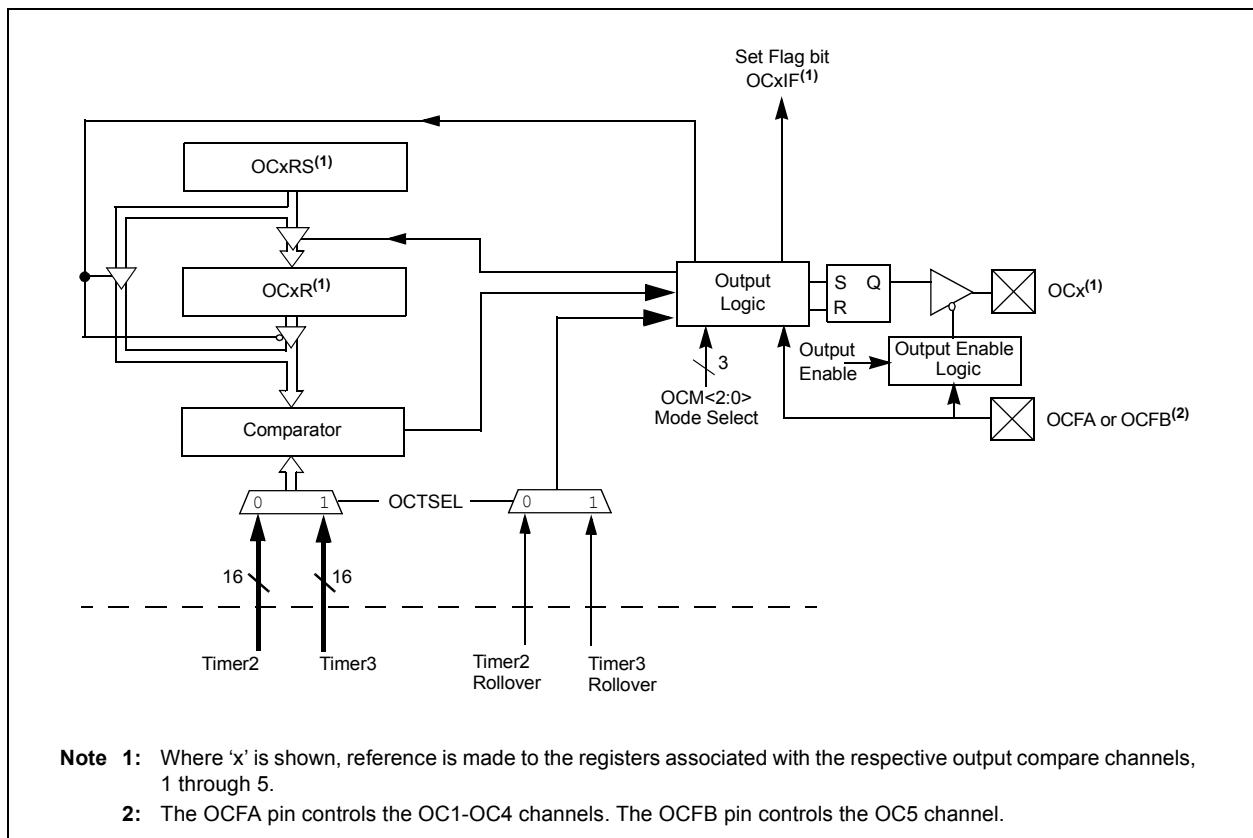 Set Flag bit
OCxIF(1)
OCxRS(1)
OCxR(1)
Output
Logic
S Q
R
OCx(1)
Output
Enable
Output Enable
Logic
3
OCM<2:0>
Mode Select
Comparator
OCFA or OCFB(2)
0 1
OCTSEL
0 1
16
16
Timer2
Timer3
Timer2
Rollover
Timer3
Rollover
Note 1: Where ‘x’ is shown, reference is made to the registers associated with the respective output compare channels,
1 through 5.
2: The OCFA pin controls the OC1-OC4 channels. The OCFB pin controls the OC5 channel.